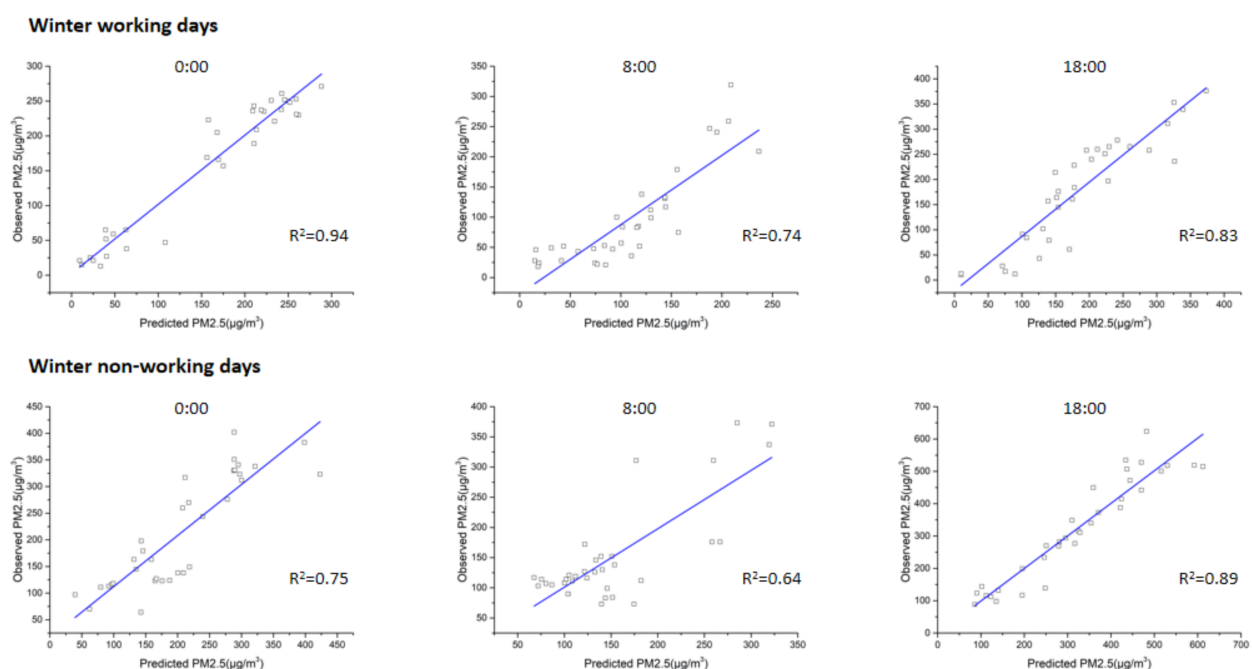 Winter working days
0:00
8:00
18:00
300
250
200
150
100
50
0
Observed PM2.5(μg/m³)
R²=0.94
0 50 100 150 200 250 300
Predicted PM2.5(μg/m³)
350
300
250
200
150
100
50
0
Observed PM2.5(μg/m³)
R²=0.74
0 50 100 150 200 250 300
Predicted PM2.5(μg/m³)
400
350
300
250
200
150
100
50
0
Observed PM2.5(μg/m³)
R²=0.83
0 50 100 150 200 250 300 350 400
Predicted PM2.5(μg/m³)
Winter non-working days
0:00
8:00
18:00
450
400
350
300
250
200
150
100
50
Observed PM2.5(μg/m³)
R²=0.75
50 100 150 200 250 300 350 400 450
Predicted PM2.5(μg/m³)
400
350
300
250
200
150
100
50
Observed PM2.5(μg/m³)
R²=0.64
50 100 150 200 250 300 350
Predicted PM2.5(μg/m³)
700
600
500
400
300
200
100
0
Observed PM2.5(μg/m³)
R²=0.89
0 100 200 300 400 500 600 700
Predicted PM2.5(μg/m³)